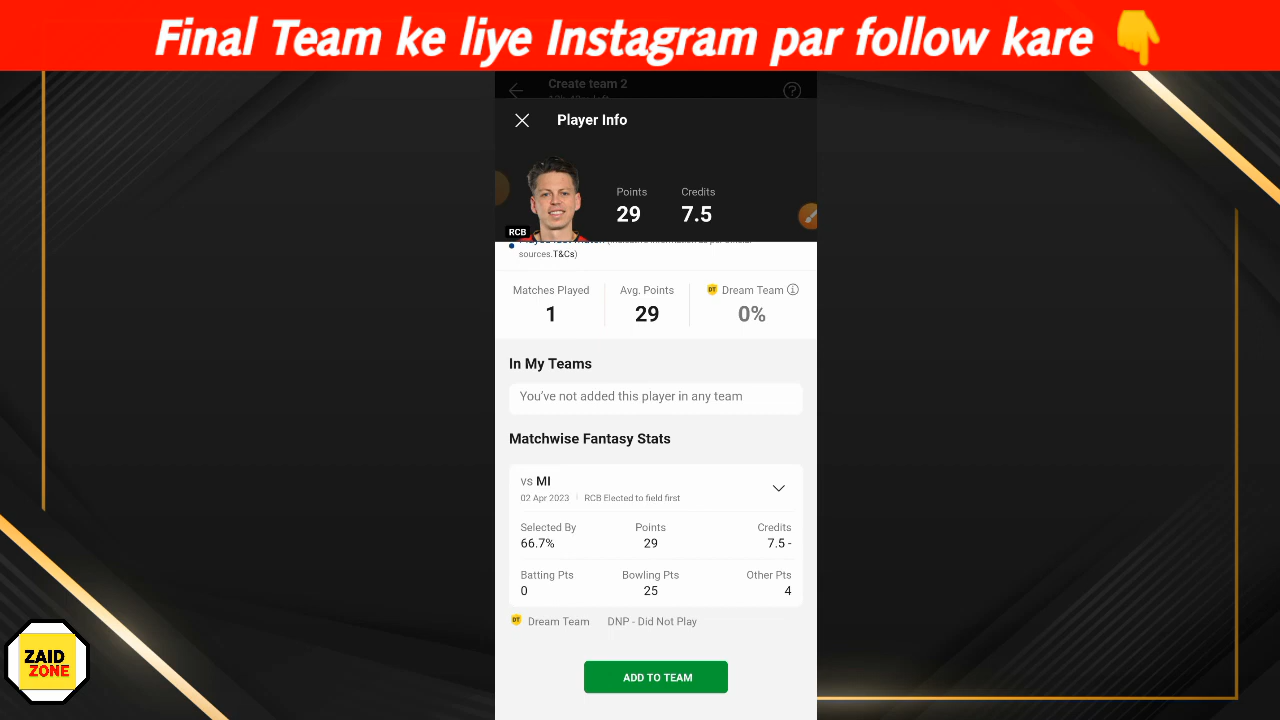 Final Team ke liye Instagram par follow kare
Create team 2
Player Info
Points
Credits
29
7.5
RCB
sources.T&Cs)
Matches Played
Avg. Points
DT Dream Team
1
29
0%
In My Teams
You've not added this player in any team
Matchwise Fantasy Stats
vs MI
02 Apr 2023 | RCB Elected to field first
Selected By
Points
Credits
66.7%
29
7.5 -
Batting Pts
Bowling Pts
Other Pts
0
25
4
DT Dream Team
DNP - Did Not Play
ADD TO TEAM
ZAID
ZONE